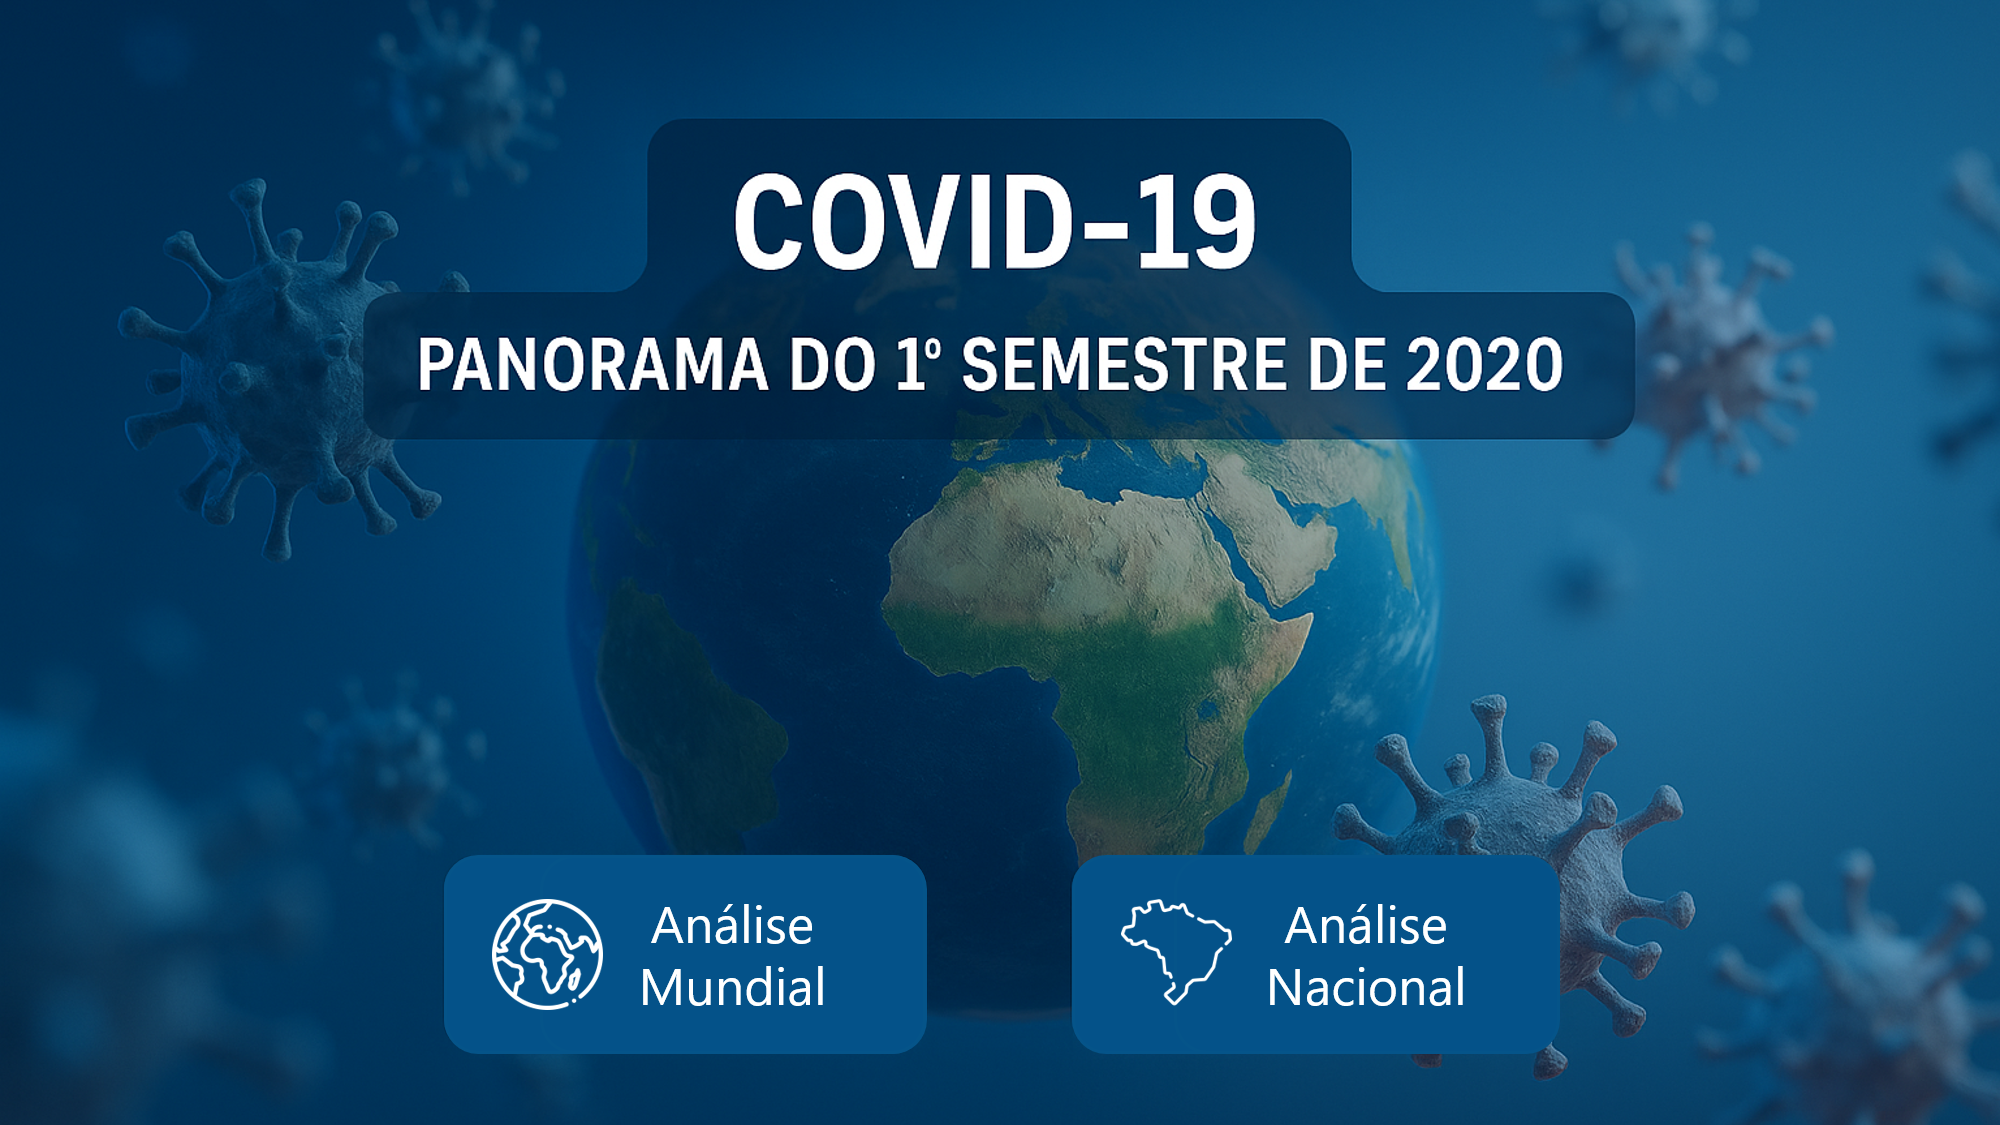 COVID-19
PANORAMA DO 1º SEMESTRE DE 2020
Análise
Mundial
Análise
Nacional